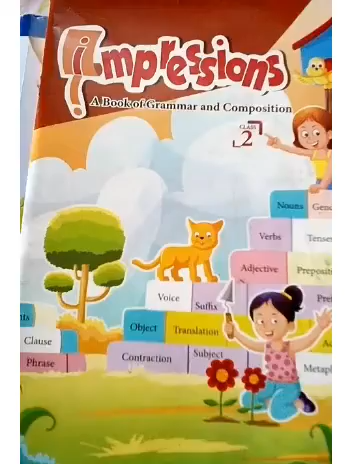 impressions
A Book of Grammar and Composition
CLASS
2
Nouns
Verbs
Adjective
Voice Suffix
Object Translation
Clause
Contraction Subject
Phrase